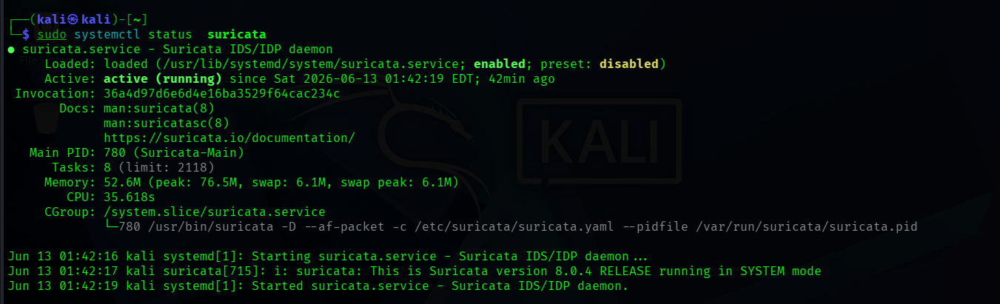 ┌──(kali㉿kali)-[~]
└─$ sudo systemctl status  suricata
● suricata.service - Suricata IDS/IDP daemon
     Loaded: loaded (/usr/lib/systemd/system/suricata.service; enabled; preset: disabled)
     Active: active (running) since Sat 2026-06-13 01:42:19 EDT; 42min ago
 Invocation: 36a4d97d6e6d4e16ba3529f64cac234c
       Docs: man:suricata(8)
             man:suricatasc(8)
             https://suricata.io/documentation/
   Main PID: 780 (Suricata-Main)
      Tasks: 8 (limit: 2118)
     Memory: 52.6M (peak: 76.5M, swap: 6.1M, swap peak: 6.1M)
        CPU: 35.618s
     CGroup: /system.slice/suricata.service
             └─780 /usr/bin/suricata -D --af-packet -c /etc/suricata/suricata.yaml --pidfile /var/run/suricata/suricata.pid

Jun 13 01:42:16 kali systemd[1]: Starting suricata.service - Suricata IDS/IDP daemon...
Jun 13 01:42:17 kali suricata[715]: i: suricata: This is Suricata version 8.0.4 RELEASE running in SYSTEM mode
Jun 13 01:42:19 kali systemd[1]: Started suricata.service - Suricata IDS/IDP daemon.
KALI